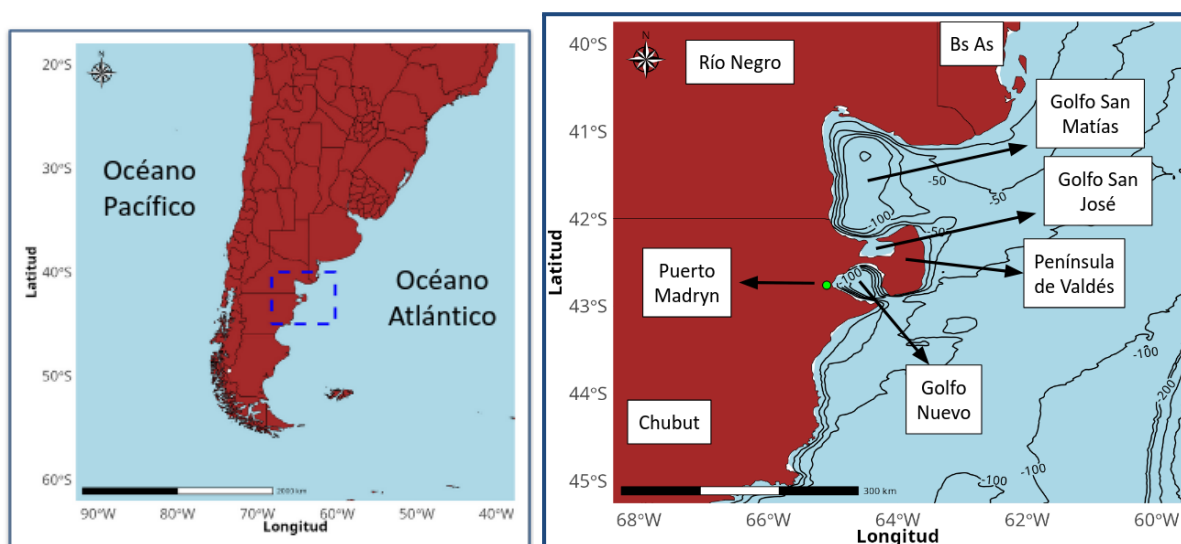 N
20°S
30°S
40°S
50°S
60°S
Latitud
Océano
Pacífico
Océano
Atlántico
2000 km
90°W
80°W
70°W
60°W
50°W
40°W
Longitud
40°S
41°S
42°S
43°S
44°S
45°S
Latitud
N
Río Negro
Bs As
Golfo San
Matías
Golfo San
José
Península
de Valdés
Puerto
Madryn
Golfo
Nuevo
Chubut
-50
-50
-100
-50
-100
-100
-200
-100
-100
300 km
68°W
66°W
64°W
62°W
60°W
Longitud